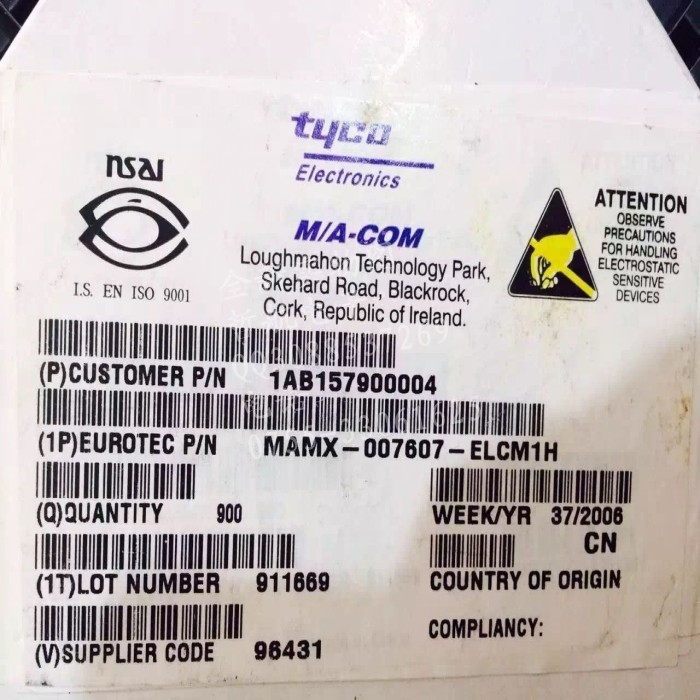 nsai
I.S. EN ISO 9001
tyco
Electronics
M/A-COM
Loughmahon Technology Park,
Skehard Road, Blackrock,
Cork, Republic of Ireland.
ATTENTION
OBSERVE
PRECAUTIONS
FOR HANDLING
ELECTROSTATIC
SENSITIVE
DEVICES
(P)CUSTOMER P/N 1AB157900004
(1P)EUROTEC P/N MAMX-007607-ELCM1H
(Q)QUANTITY 900
WEEK/YR 37/2006
(1T)LOT NUMBER 911669
CN
COUNTRY OF ORIGIN
(V)SUPPLIER CODE 96431
COMPLIANCY: